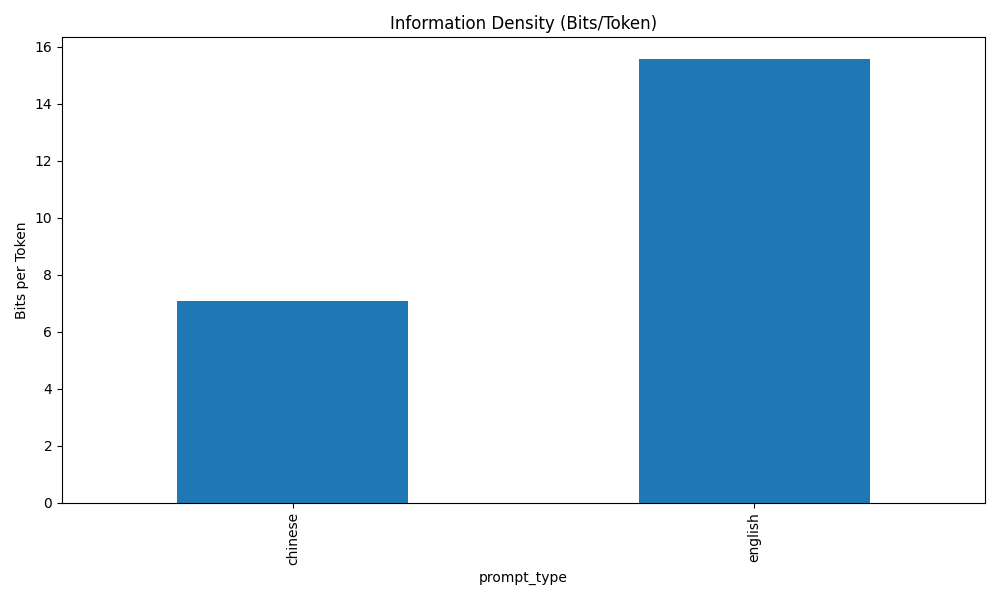 Information Density (Bits/Token)
16
14
12
10
8
6
4
2
0
Bits per Token
chinese
english
prompt_type